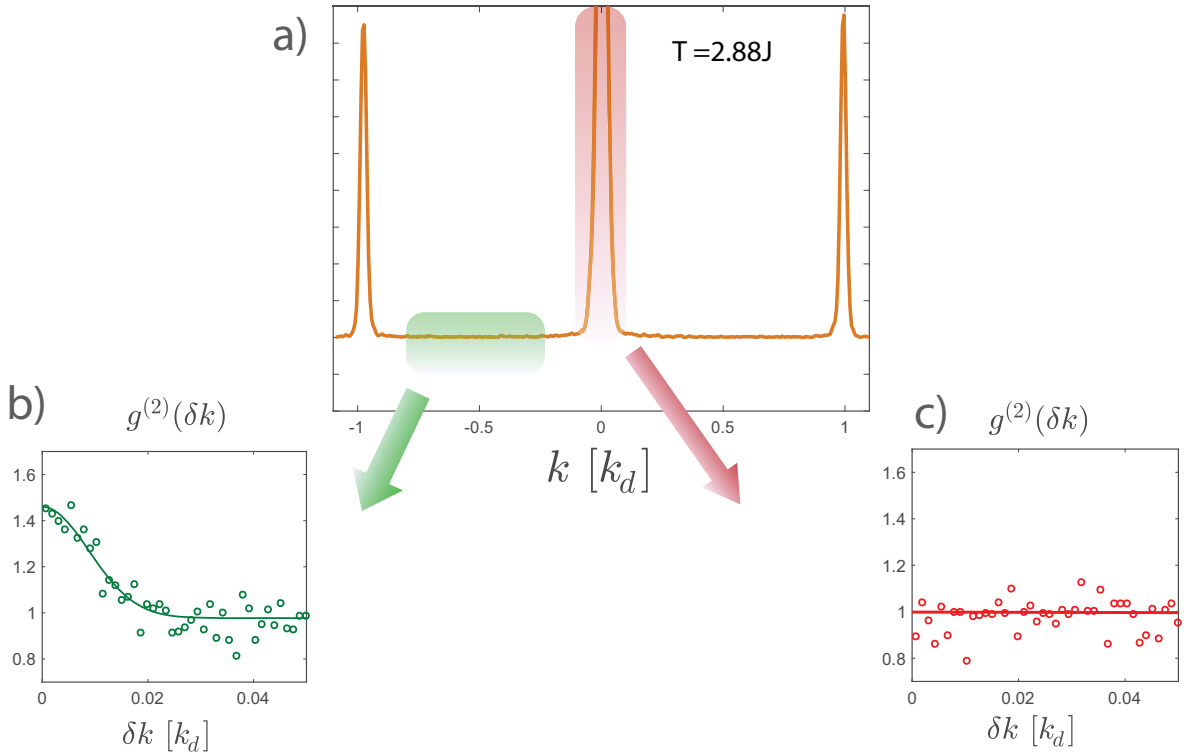 a)
T =2.88J
-1
-0.5
0
0.5
1
k [k_d]
b)
g^{(2)}(δk)
1.6
1.4
1.2
1
0.8
0
0.02
0.04
δk [k_d]
c)
g^{(2)}(δk)
1.6
1.4
1.2
1
0.8
0
0.02
0.04
δk [k_d]